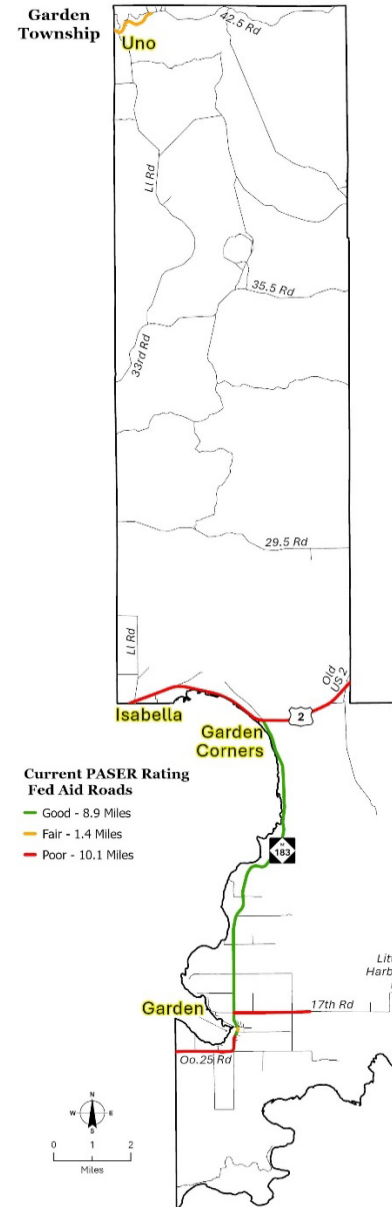 Garden
Township
Uno
42.5 Rd
Ll Rd
35.5 Rd
33rd Rd
29.5 Rd
Ll Rd
Old
US 2
2
Isabella
Garden
Corners
Current PASER Rating
Fed Aid Roads
Good - 8.9 Miles
Fair - 1.4 Miles
Poor - 10.1 Miles
M
183
Harb
17th Rd
Garden
Oo.25 Rd
N
W
E
S
0
1
2
Miles